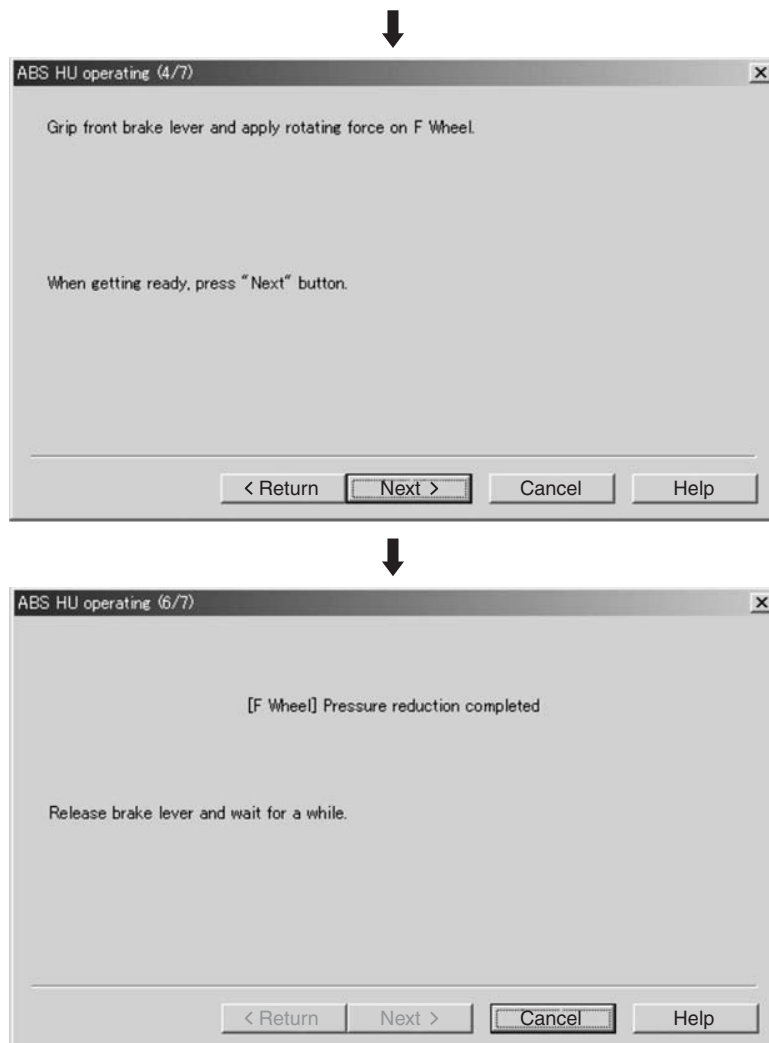 ABS HU operating (4/7)
Grip front brake lever and apply rotating force on F Wheel.
When getting ready, press "Next" button.
< Return Next > Cancel Help
ABS HU operating (6/7)
[F Wheel] Pressure reduction completed
Release brake lever and wait for a while.
< Return Next > Cancel Help